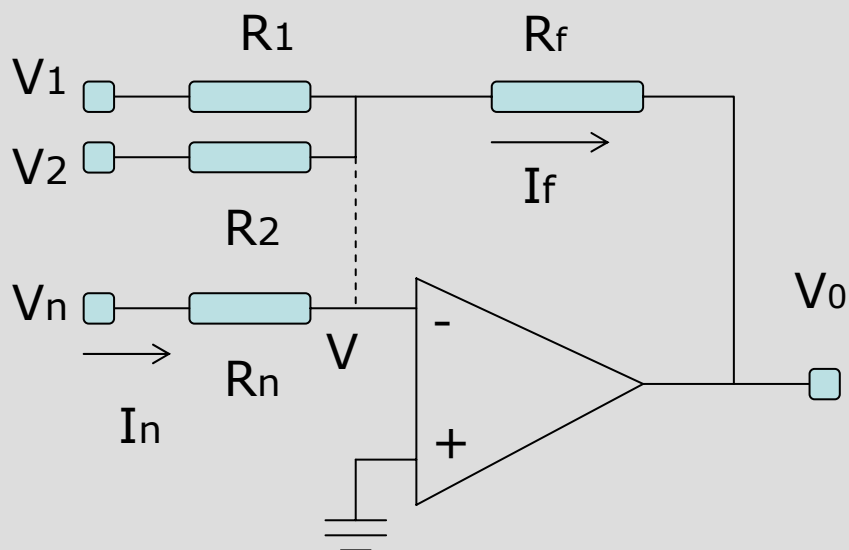 R1
Rf
V1
V2
If
R2
Vn
V0
-
V
Rn
In
+